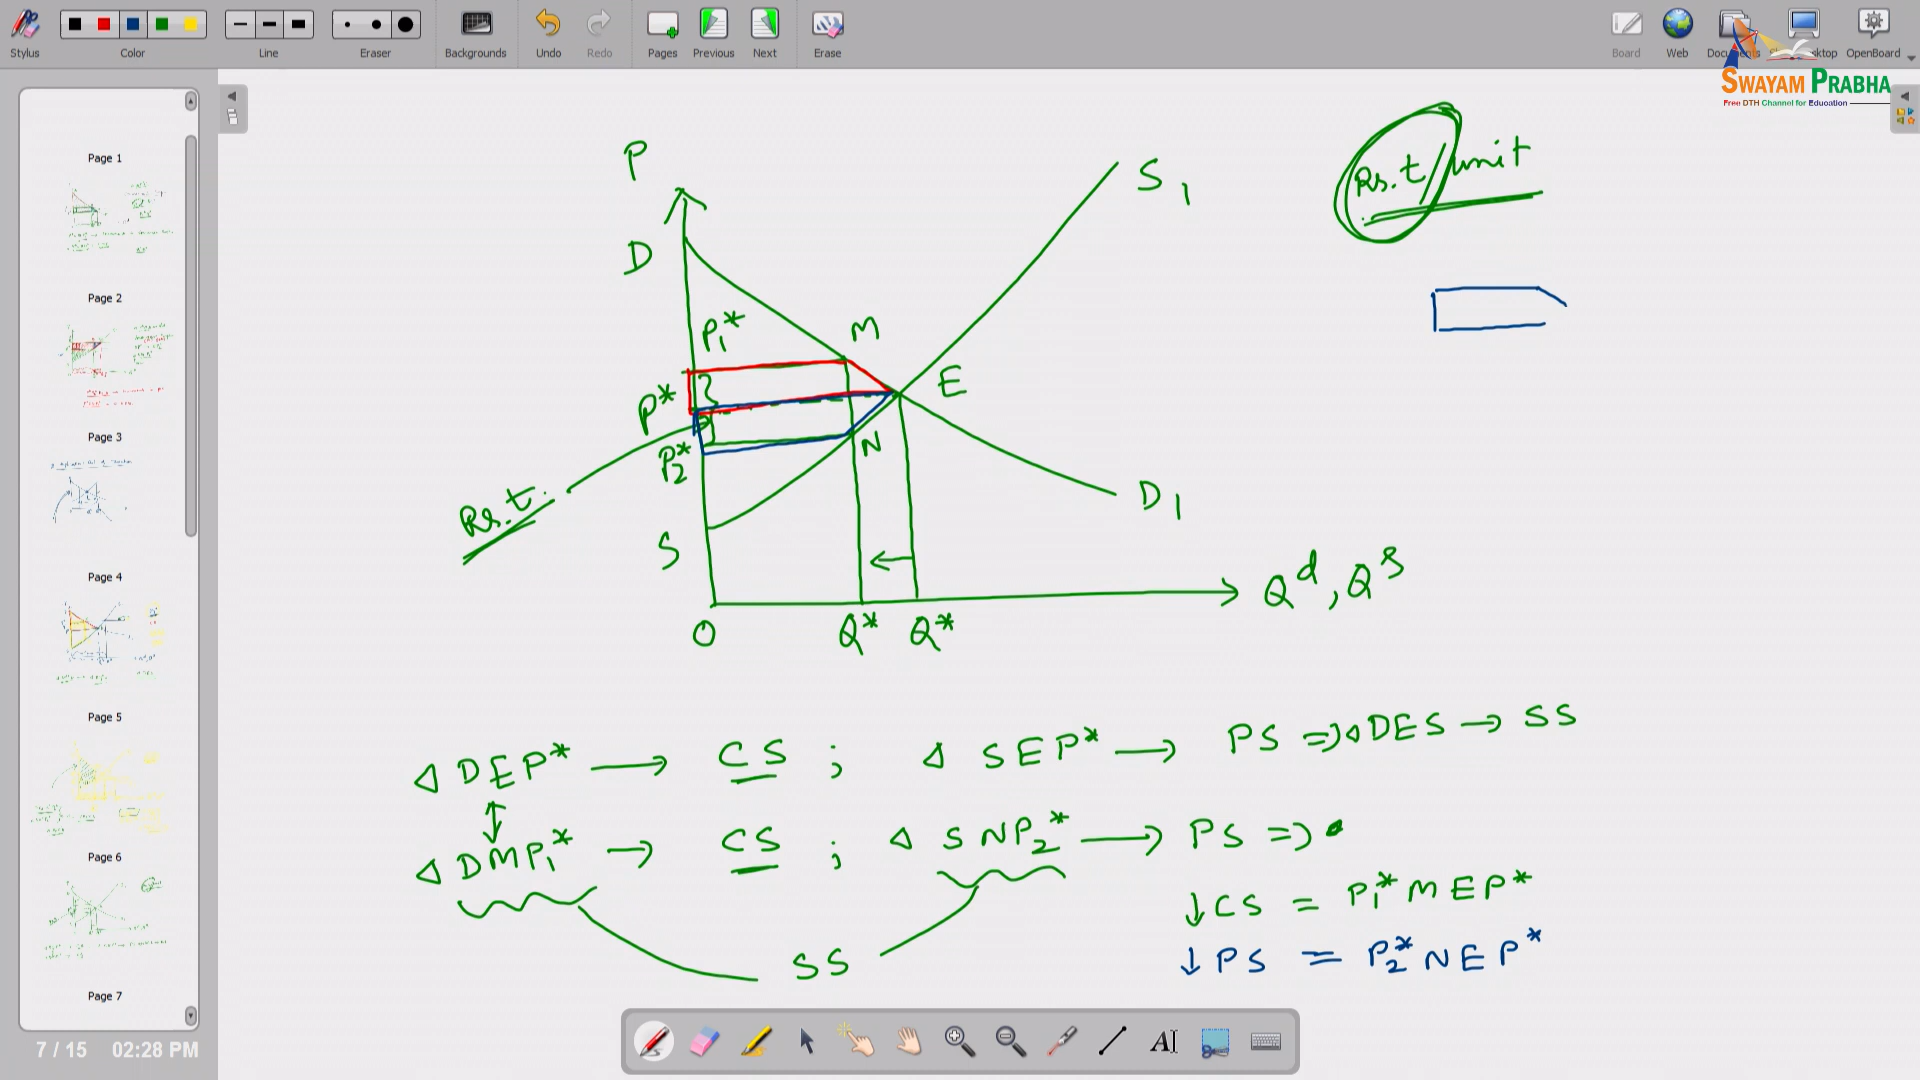 Stylus
Color
Line
Eraser
Backgrounds
Undo
Redo
Pages
Previous
Next
Erase
Board
Web
OpenBoard
SWAYAM PRABHA
Free DTH Channel for Education
Page 1
Page 2
Page 3
Page 4
Page 5
Page 6
Page 7
7 / 15 02:28 PM
P
S1
Rs. t/unit
D
P1*
M
P*
E
P2*
N
Rs. t.
D1
S
Q^d, Q^s
O
Q* Q*
Δ DEP* → CS ; Δ SEP* → PS ⇒ Δ DES → SS
↕
Δ DMP1* → CS ; Δ SNP2* → PS ⇒
↓ CS = P1* M E P*
↓ PS = P2* N E P*
SS
AI